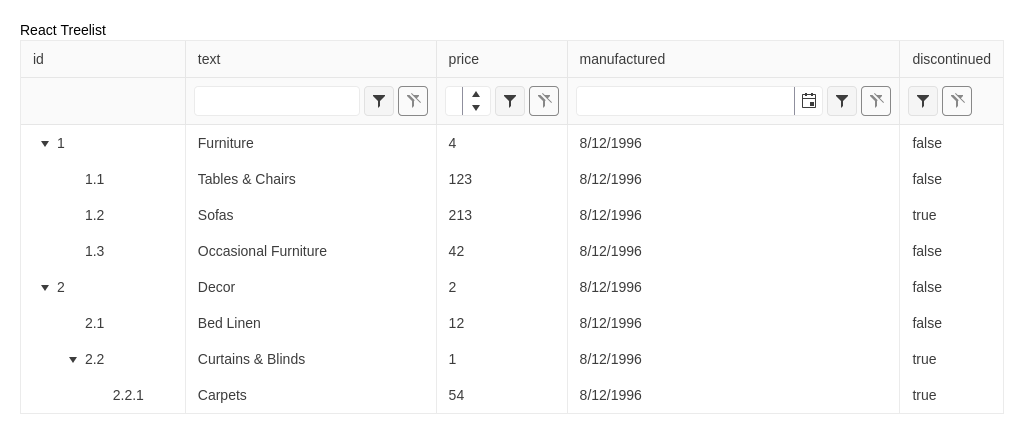 React Treelist
id text price manufactured discontinued
1 Furniture 4 8/12/1996 false
1.1 Tables & Chairs 123 8/12/1996 false
1.2 Sofas 213 8/12/1996 true
1.3 Occasional Furniture 42 8/12/1996 false
2 Decor 2 8/12/1996 false
2.1 Bed Linen 12 8/12/1996 false
2.2 Curtains & Blinds 1 8/12/1996 true
2.2.1 Carpets 54 8/12/1996 true